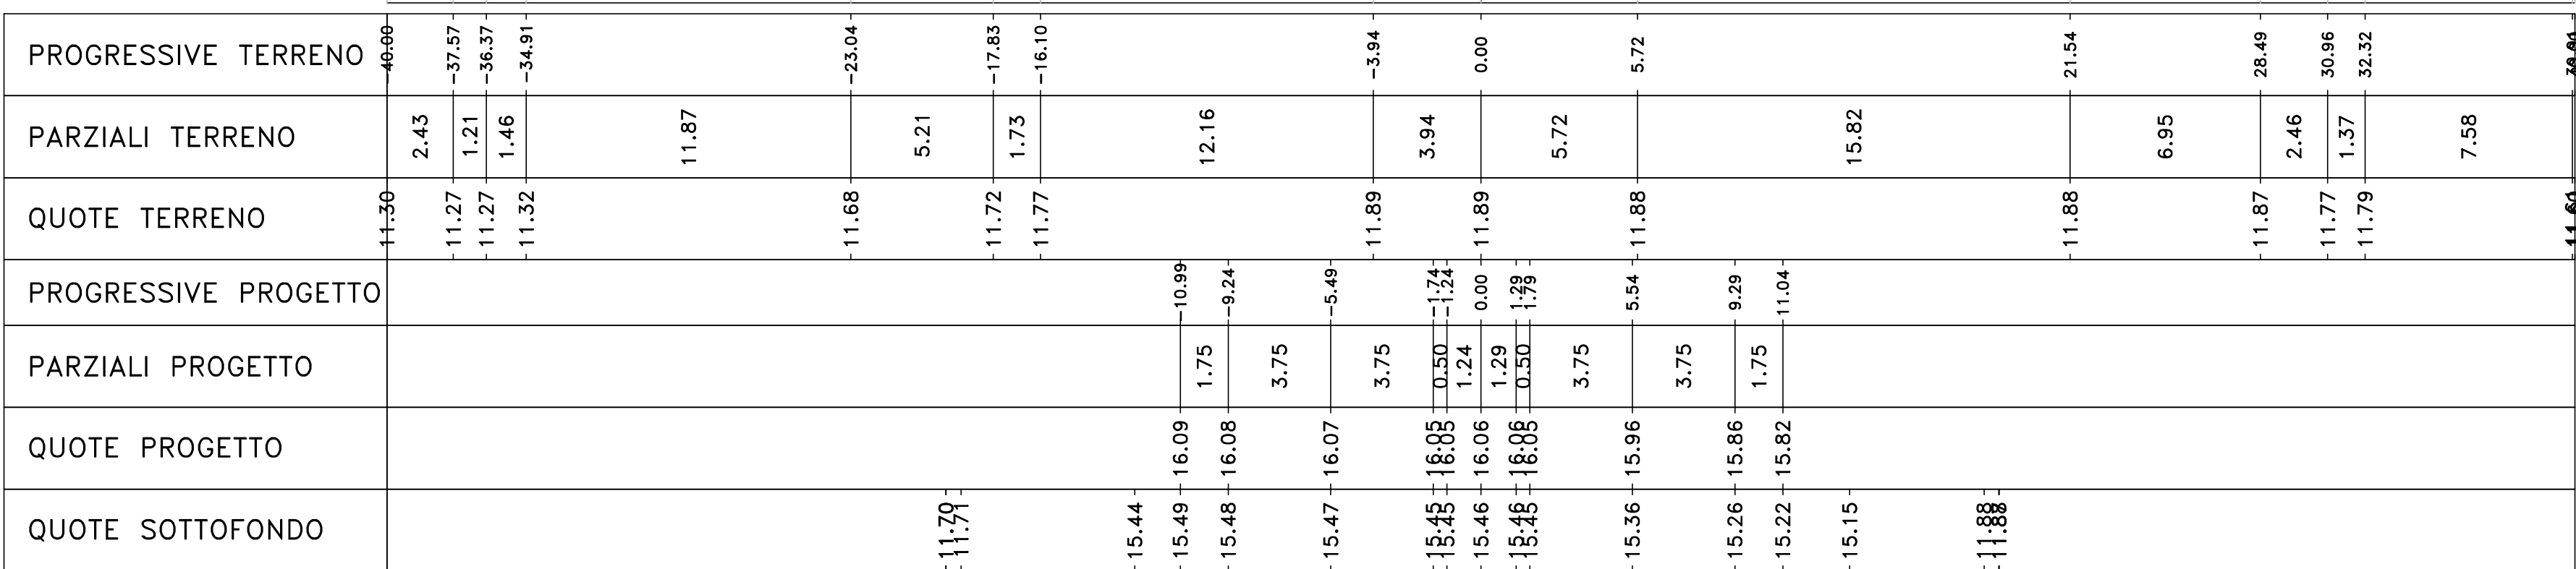 PROGRESSIVE TERRENO -40.00 -37.57 -36.37 -34.91 -23.04 -17.83 -16.10 -3.94 0.00 5.72 21.54 28.49 30.96 32.32
PARZIALI TERRENO 2.43 1.21 1.46 11.87 5.21 1.73 12.16 3.94 5.72 15.82 6.95 2.46 1.37 7.58
QUOTE TERRENO 11.30 11.27 11.27 11.32 11.68 11.72 11.77 11.89 11.89 11.88 11.88 11.87 11.77 11.79
PROGRESSIVE PROGETTO -10.99 -9.24 -5.49 -1.74 -1.24 0.00 1.29 1.79 5.54 9.29 11.04
PARZIALI PROGETTO 1.75 3.75 3.75 0.50 1.24 1.29 0.50 3.75 3.75 1.75
QUOTE PROGETTO 16.09 16.08 16.07 16.05 16.05 16.06 16.06 16.05 15.96 15.86 15.82
QUOTE SOTTOFONDO 11.70 11.71 15.44 15.49 15.48 15.47 15.45 15.45 15.46 15.46 15.45 15.36 15.26 15.22 15.15 11.88